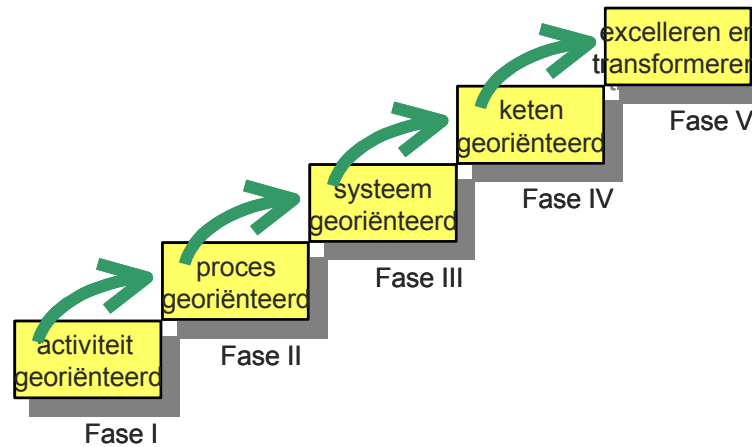 excelleren en
transformeren
Fase V
keten
georiënteerd
Fase IV
systeem
georiënteerd
Fase III
proces
georiënteerd
Fase II
activiteit
georiënteerd
Fase I